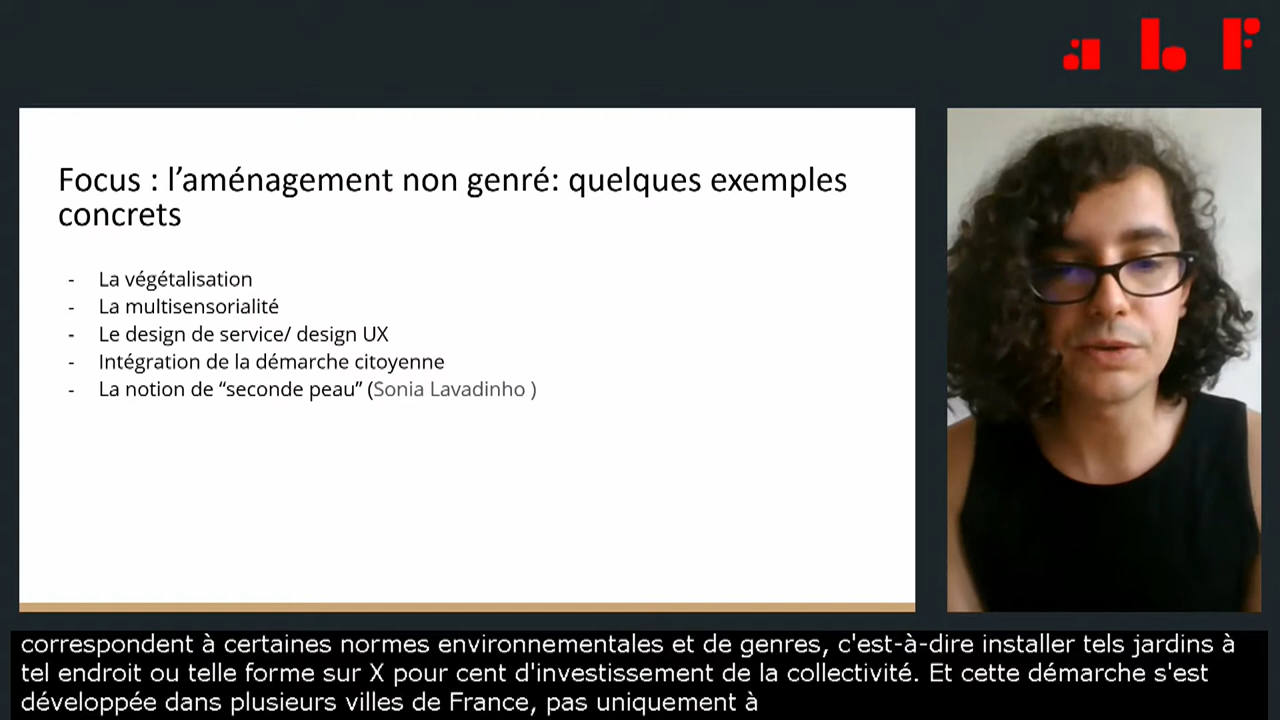 abf
Focus : l’aménagement non genré: quelques exemples
concrets
- La végétalisation
- La multisensorialité
- Le design de service/ design UX
- Intégration de la démarche citoyenne
- La notion de “seconde peau” (Sonia Lavadinho )
correspondent à certaines normes environnementales et de genres, c'est-à-dire installer tels jardins à
tel endroit ou telle forme sur X pour cent d'investissement de la collectivité. Et cette démarche s'est
développée dans plusieurs villes de France, pas uniquement à